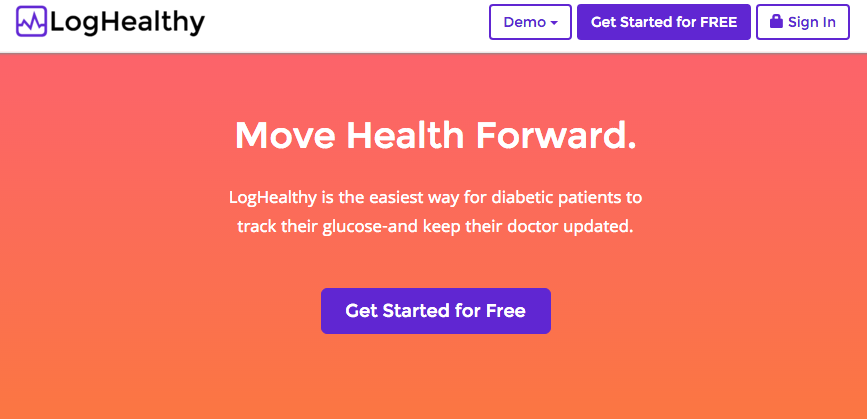 LogHealthy
Demo
Get Started for FREE
Sign In
Move Health Forward.
LogHealthy is the easiest way for diabetic patients to
track their glucose-and keep their doctor updated.
Get Started for Free